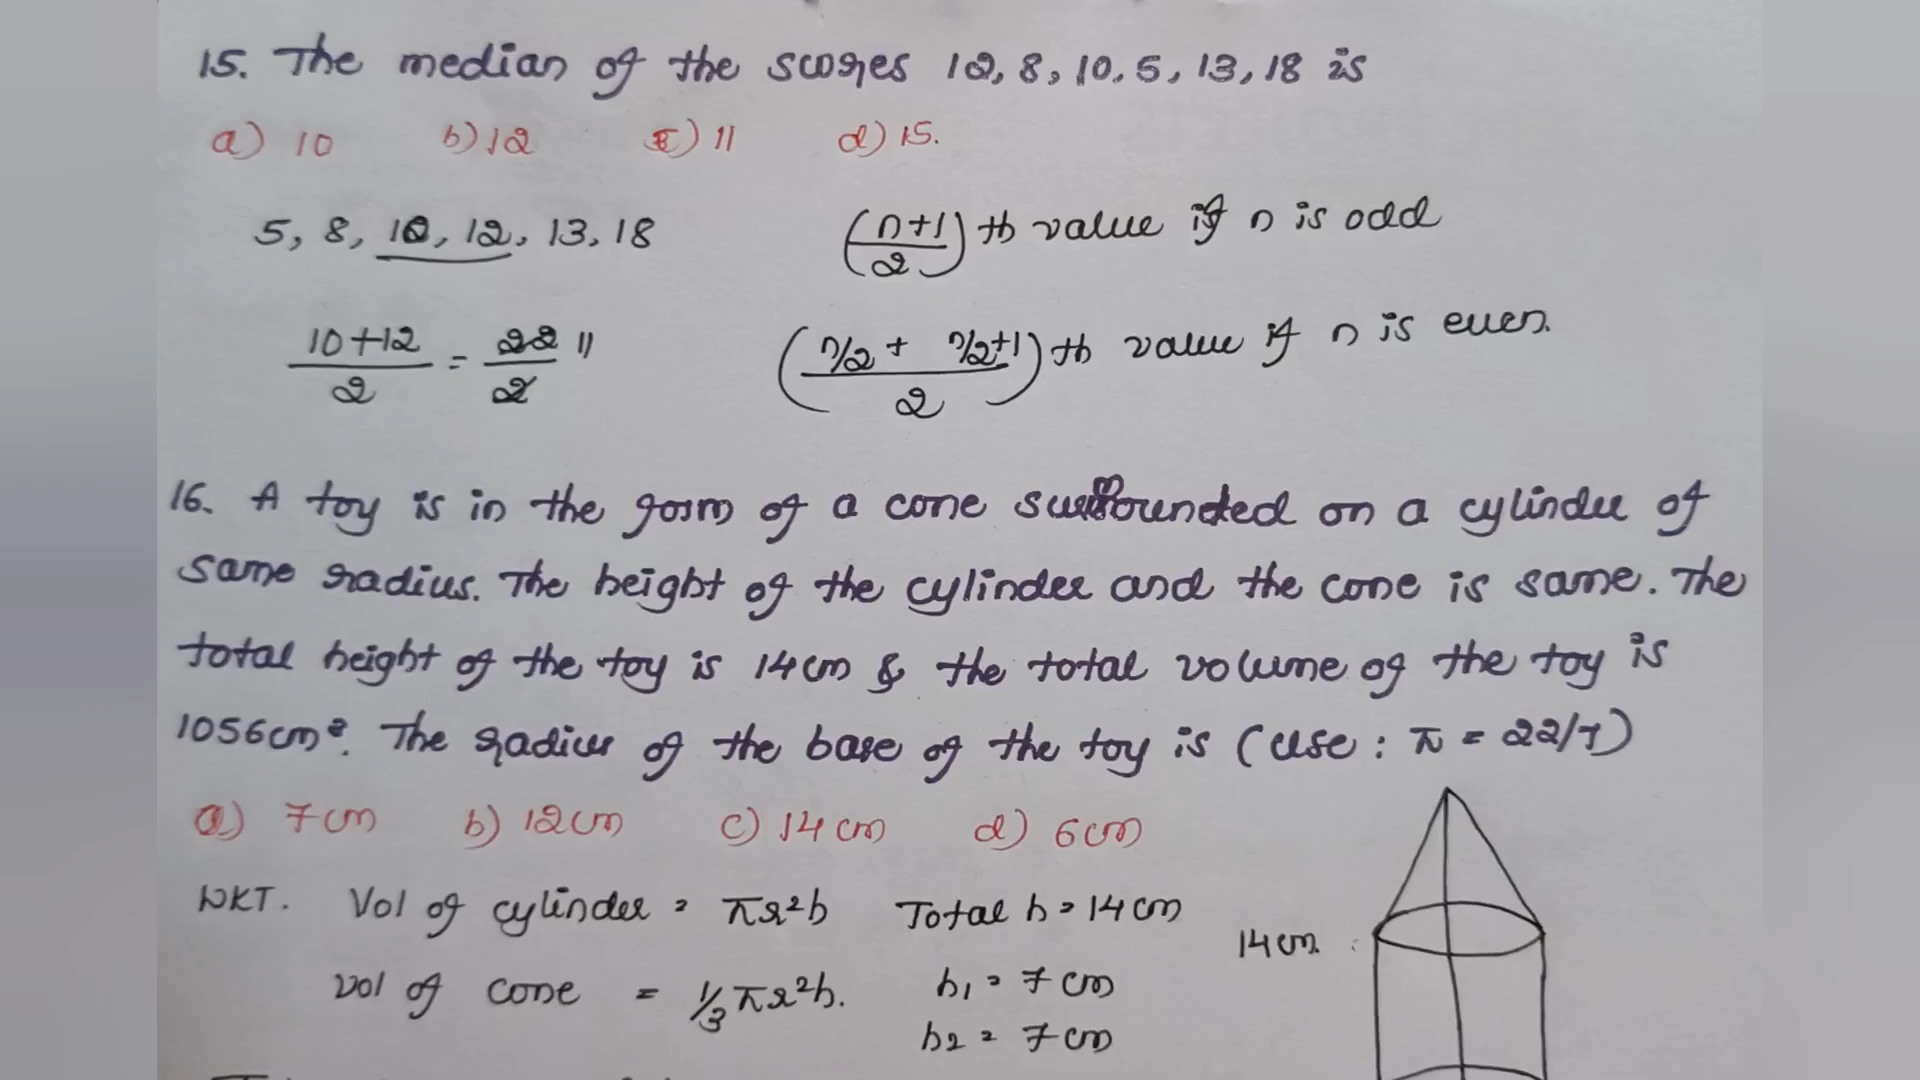 15. The median of the scores 12, 8, 10, 5, 13, 18 is
a) 10 b) 12 c) 11 d) 15.
5, 8, 10, 12, 13, 18
(n+1/2) th value if n is odd
10+12/2 = 22/2 11
(n/2 + n/2+1 / 2) th value if n is even.
16. A toy is in the form of a cone surmounted on a cylinder of
same radius. The height of the cylinder and the cone is same. The
total height of the toy is 14cm & the total volume of the toy is
1056cm³. The radius of the base of the toy is (use: π = 22/7)
a) 7cm b) 12cm c) 14cm d) 6cm
WKT. Vol of cylinder = πr²h Total h = 14cm
14cm.
Vol of cone = 1/3 πr²h. h1 = 7cm
h2 = 7cm